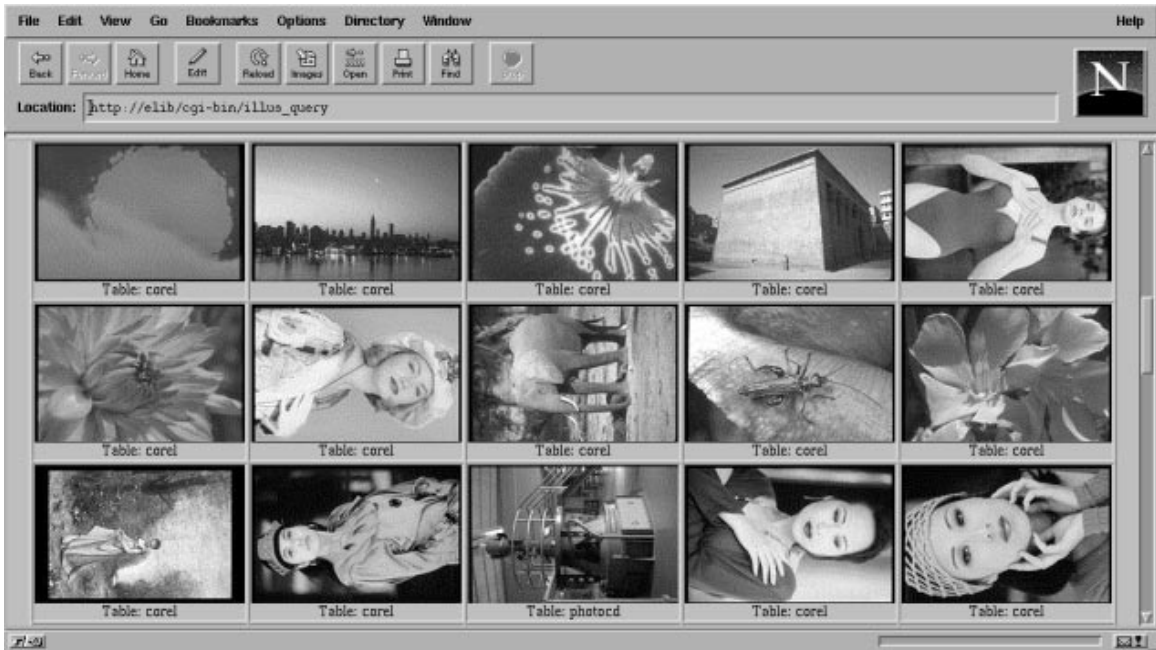 File Edit View Go Bookmarks Options Directory Window Help
Back Forward Home Edit Reload Images Open Print Find Stop
N
Location: http://elib/cgi-bin/illus_query
Table: corel Table: corel Table: corel Table: corel Table: corel
Table: corel Table: corel Table: corel Table: corel Table: corel
Table: corel Table: corel Table: photocd Table: corel Table: corel